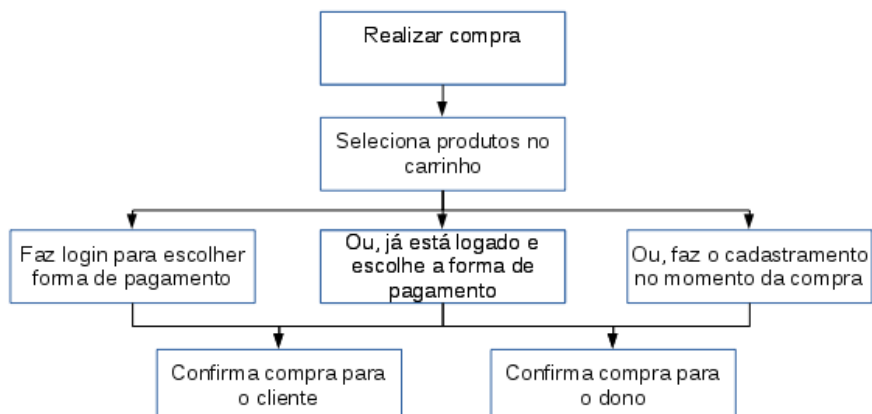 Realizar compra
Seleciona produtos no
carrinho
Faz login para escolher
forma de pagamento
Ou, já está logado e
escolhe a forma de
pagamento
Ou, faz o cadastramento
no momento da compra
Confirma compra para
o cliente
Confirma compra para
o dono